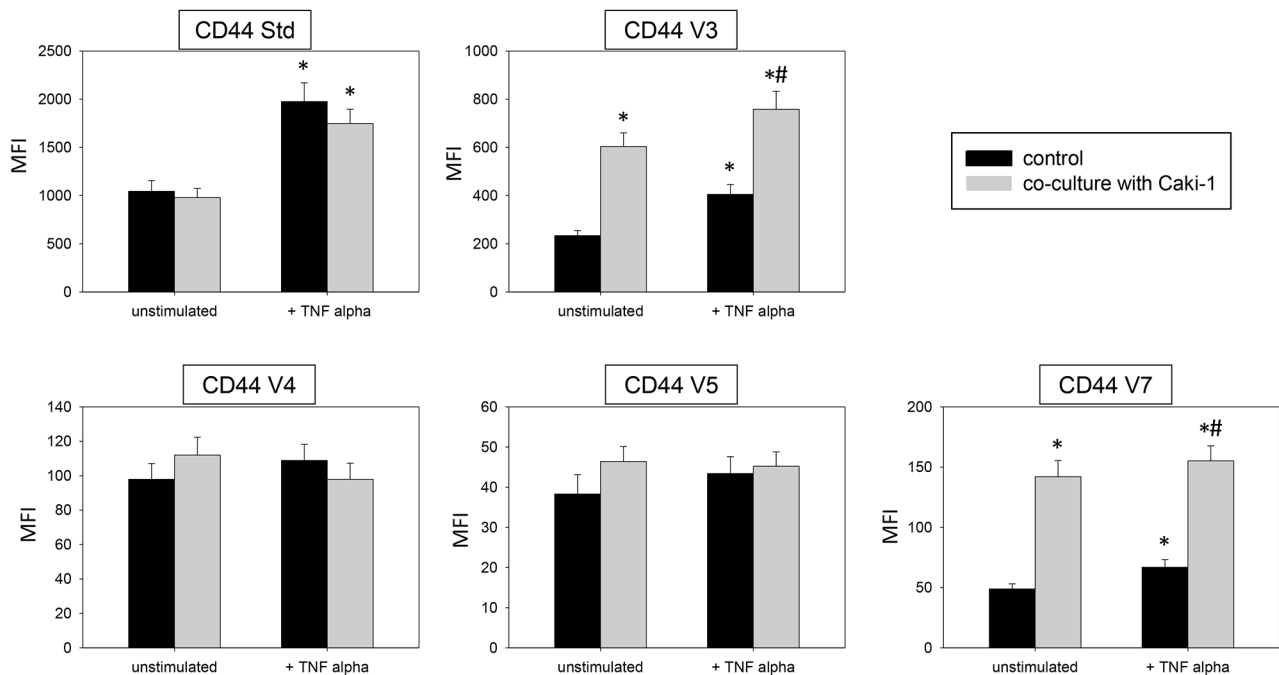 CD44 Std
2500
2000
1500
1000
500
0
MFI
*
*
unstimulated
+ TNF alpha
CD44 V3
1000
800
600
400
200
0
MFI
*
*
*#
unstimulated
+ TNF alpha
control
co-culture with Caki-1
CD44 V4
140
120
100
80
60
40
20
0
MFI
unstimulated
+ TNF alpha
CD44 V5
60
50
40
30
20
10
0
MFI
unstimulated
+ TNF alpha
CD44 V7
200
150
100
50
0
MFI
*
*
*#
unstimulated
+ TNF alpha